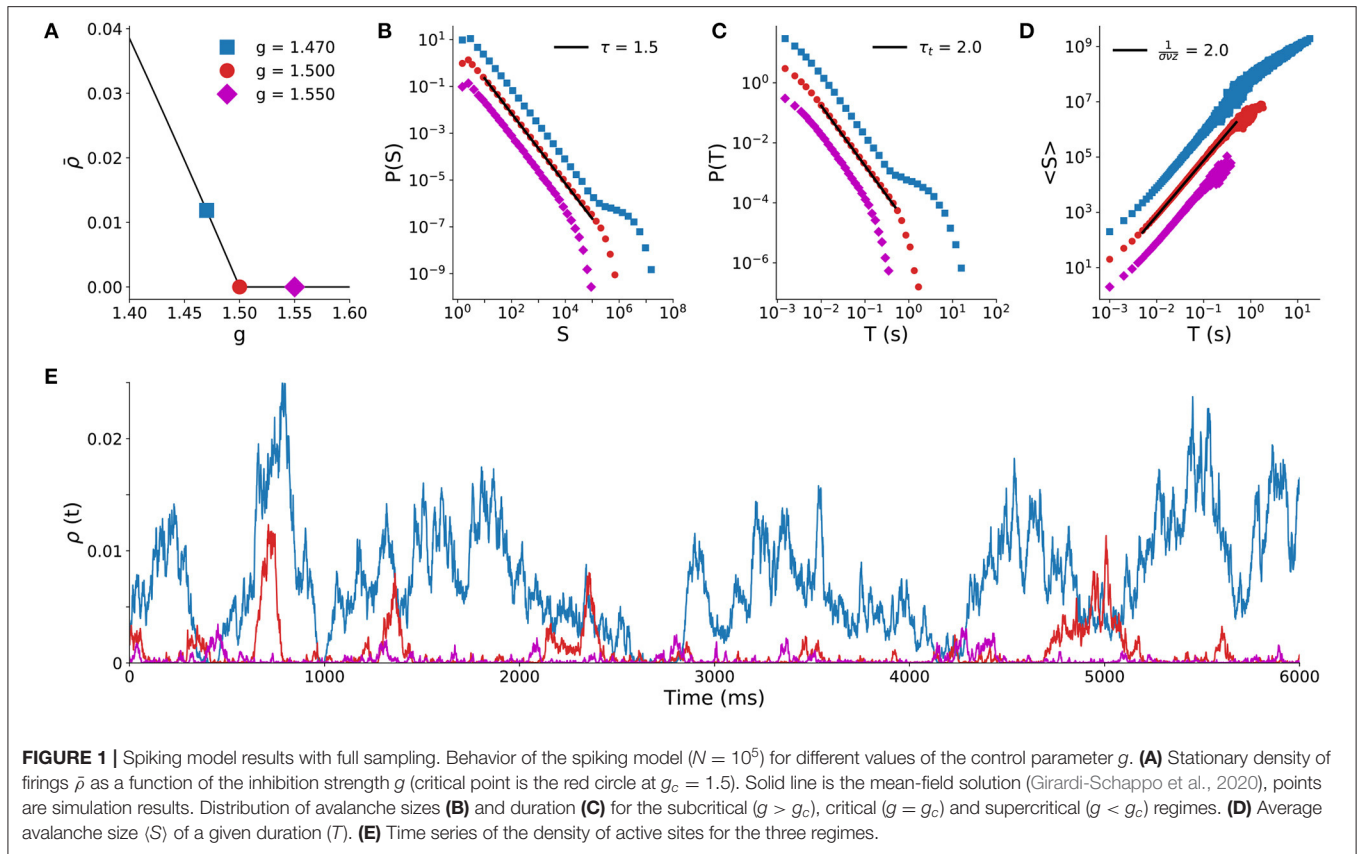 A
0.04
0.03
0.02
0.01
0.00
ρ̄
1.40 1.45 1.50 1.55 1.60
g
g = 1.470
g = 1.500
g = 1.550
B
10¹
10⁻¹
10⁻³
10⁻⁵
10⁻⁷
10⁻⁹
P(S)
τ = 1.5
10⁰ 10² 10⁴ 10⁶ 10⁸
S
C
10⁰
10⁻²
10⁻⁴
10⁻⁶
P(T)
τₜ = 2.0
10⁻³ 10⁻² 10⁻¹ 10⁰ 10¹ 10²
T (s)
D
10⁹
10⁷
10⁵
10³
10¹
<S>
1/σνz = 2.0
10⁻³ 10⁻² 10⁻¹ 10⁰ 10¹
T (s)
E
0.02
0.01
0
ρ (t)
0 1000 2000 3000 4000 5000 6000
Time (ms)
FIGURE 1 | Spiking model results with full sampling. Behavior of the spiking model (N = 10⁵) for different values of the control parameter g. (A) Stationary density of
firings ρ̄ as a function of the inhibition strength g (critical point is the red circle at g_c = 1.5). Solid line is the mean-field solution (Girardi-Schappo et al., 2020), points
are simulation results. Distribution of avalanche sizes (B) and duration (C) for the subcritical (g > g_c), critical (g = g_c) and supercritical (g < g_c) regimes. (D) Average
avalanche size ⟨S⟩ of a given duration (T). (E) Time series of the density of active sites for the three regimes.